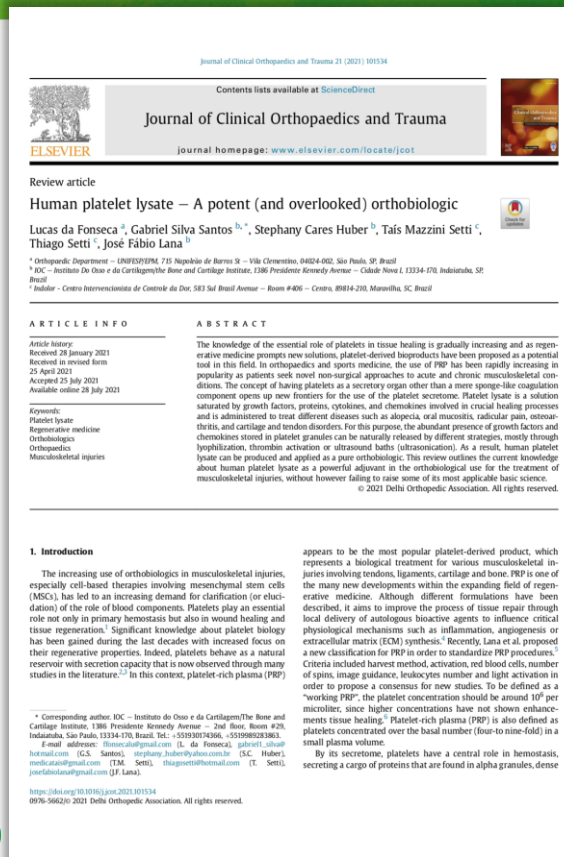 Journal of Clinical Orthopaedics and Trauma 21 (2021) 101534
Contents lists available at ScienceDirect
Journal of Clinical Orthopaedics and Trauma
journal homepage: www.elsevier.com/locate/jcot
ELSEVIER
Review article
Human platelet lysate – A potent (and overlooked) orthobiologic
Check for
updates
Lucas da Fonseca a, Gabriel Silva Santos b, *, Stephany Cares Huber b, Taís Mazzini Setti c,
Thiago Setti c, José Fábio Lana b
a Orthopaedic Department – UNIFESP/EPM, 715 Napoleão de Barros St – Vila Clementino, 04024-002, São Paulo, SP, Brazil
b IOC – Instituto Do Osso e da Cartilagem/the Bone and Cartilage Institute, 1386 Presidente Kennedy Avenue – Cidade Nova I, 13334-170, Indaiatuba, SP,
Brazil
c Indolor - Centro Intervencionista de Controle da Dor, 583 Sul Brasil Avenue – Room #406 – Centro, 89814-210, Maravilha, SC, Brazil
ARTICLE INFO
Article history:
Received 28 January 2021
Received in revised form
25 April 2021
Accepted 25 July 2021
Available online 28 July 2021
Keywords:
Platelet lysate
Regenerative medicine
Orthobiologics
Orthopaedics
Musculoskeletal injuries
ABSTRACT
The knowledge of the essential role of platelets in tissue healing is gradually increasing and as regen-
erative medicine prompts new solutions, platelet-derived bioproducts have been proposed as a potential
tool in this field. In orthopaedics and sports medicine, the use of PRP has been rapidly increasing in
popularity as patients seek novel non-surgical approaches to acute and chronic musculoskeletal con-
ditions. The concept of having platelets as a secretory organ other than a mere sponge-like coagulation
component opens up new frontiers for the use of the platelet secretome. Platelet lysate is a solution
saturated by growth factors, proteins, cytokines, and chemokines involved in crucial healing processes
and is administered to treat different diseases such as alopecia, oral mucositis, radicular pain, osteoar-
thritis, and cartilage and tendon disorders. For this purpose, the abundant presence of growth factors and
chemokines stored in platelet granules can be naturally released by different strategies, mostly through
lyophilization, thrombin activation or ultrasound baths (ultrasonication). As a result, human platelet
lysate can be produced and applied as a pure orthobiologic. This review outlines the current knowledge
about human platelet lysate as a powerful adjuvant in the orthobiological use for the treatment of
musculoskeletal injuries, without however failing to raise some of its most applicable basic science.
© 2021 Delhi Orthopedic Association. All rights reserved.
1. Introduction
The increasing use of orthobiologics in musculoskeletal injuries,
especially cell-based therapies involving mesenchymal stem cells
(MSCs), has led to an increasing demand for clarification (or eluci-
dation) of the role of blood components. Platelets play an essential
role not only in primary hemostasis but also in wound healing and
tissue regeneration.1 Significant knowledge about platelet biology
has been gained during the last decades with increased focus on
their regenerative properties. Indeed, platelets behave as a natural
reservoir with secretion capacity that is now observed through many
studies in the literature.2,3 In this context, platelet-rich plasma (PRP)
* Corresponding author. IOC – Instituto do Osso e da Cartilagem/The Bone and
Cartilage Institute, 1386 Presidente Kennedy Avenue – 2nd floor, Room #29,
Indaiatuba, São Paulo, 13334-170, Brazil. Tel.: +551930174366, +5519989283863.
E-mail addresses: ffonsecalu@gmail.com (L. da Fonseca), gabriel1_silva@
hotmail.com (G.S. Santos), stephany_huber@yahoo.com.br (S.C. Huber),
medicatais@gmail.com (T.M. Setti), thiagosetti@hotmail.com (T. Setti),
josefabiolana@gmail.com (J.F. Lana).
https://doi.org/10.1016/j.jcot.2021.101534
0976-5662/© 2021 Delhi Orthopedic Association. All rights reserved.
appears to be the most popular platelet-derived product, which
represents a biological treatment for various musculoskeletal in-
juries involving tendons, ligaments, cartilage and bone. PRP is one of
the many new developments within the expanding field of regen-
erative medicine. Although different formulations have been
described, it aims to improve the process of tissue repair through
local delivery of autologous bioactive agents to influence critical
physiological mechanisms such as inflammation, angiogenesis or
extracellular matrix (ECM) synthesis.4 Recently, Lana et al. proposed
a new classification for PRP in order to standardize PRP procedures.5
Criteria included harvest method, activation, red blood cells, number
of spins, image guidance, leukocytes number and light activation in
order to propose a consensus for new studies. To be defined as a
"working PRP", the platelet concentration should be around 10⁶ per
microliter, since higher concentrations have not shown enhance-
ments tissue healing.6 Platelet-rich plasma (PRP) is also defined as
platelets concentrated over the basal number (four-to nine-fold) in a
small plasma volume.
By its secretome, platelets have a central role in hemostasis,
secreting a cargo of proteins that are found in alpha granules, dense